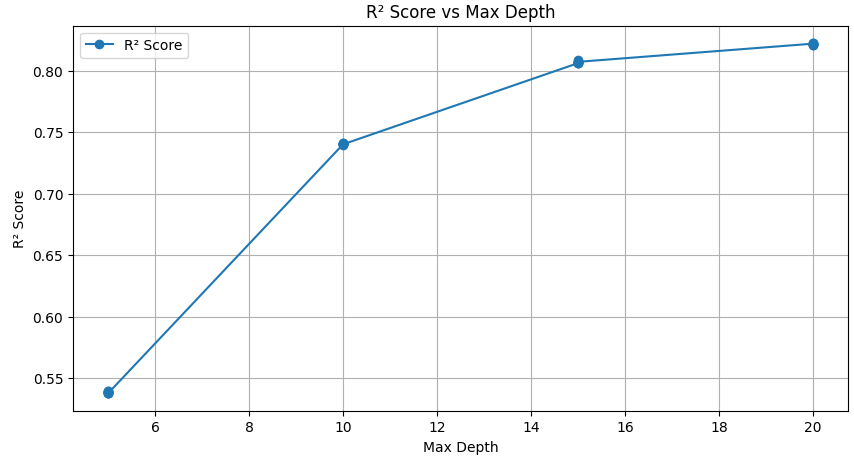 R² Score vs Max Depth
R² Score
0.80
0.75
0.70
0.65
0.60
0.55
R² Score
6 8 10 12 14 16 18 20
Max Depth